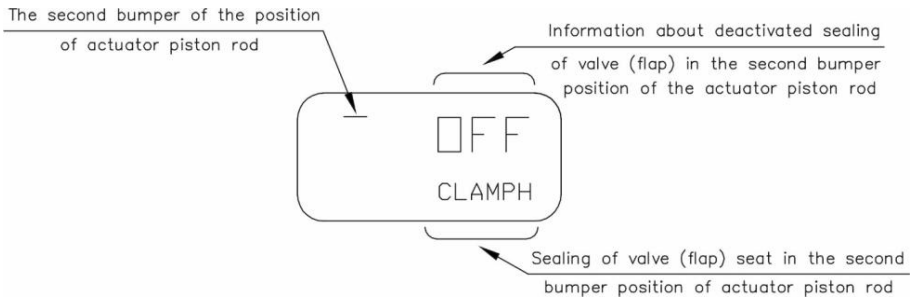 The second bumper of the position
of actuator piston rod
Information about deactivated sealing
of valve (flap) in the second bumper
position of the actuator piston rod
OFF
CLAMPH
Sealing of valve (flap) seat in the second
bumper position of actuator piston rod